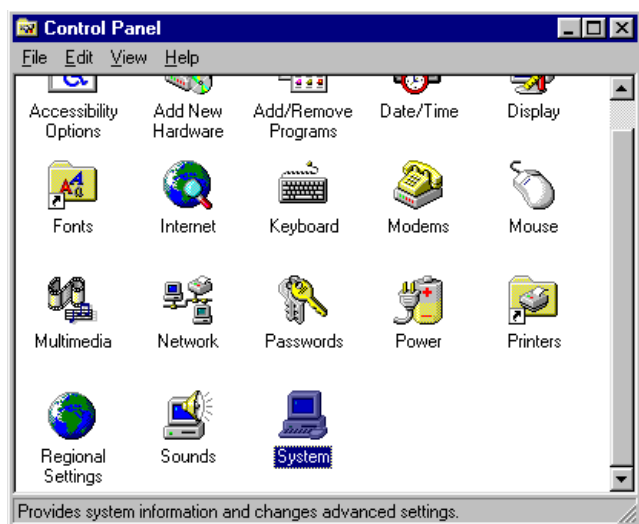 Control Panel
File Edit View Help
Accessibility Options
Add New Hardware
Add/Remove Programs
Date/Time
Display
Fonts
Internet
Keyboard
Modems
Mouse
Multimedia
Network
Passwords
Power
Printers
Regional Settings
Sounds
System
Provides system information and changes advanced settings.